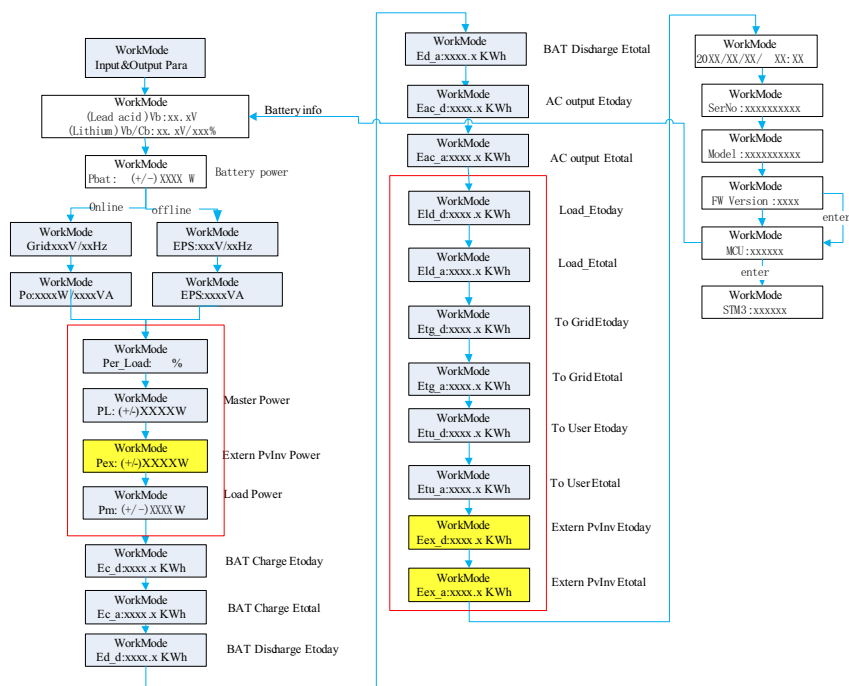 WorkMode
Input&Output Para
WorkMode
(Lead acid)Vb:xx.xV
(Lithium)Vb/Cb:xx.xV/xxx%
Battery info
WorkMode
Pbat: (+/-)XXXX W
Battery power
Online
offline
WorkMode
Grid:xxxV/xxHz
WorkMode
EPS:xxxV/xxHz
WorkMode
Po:xxxxW/xxxxVA
WorkMode
EPS:xxxxVA
WorkMode
Per_Load: %
WorkMode
PL: (+/-)XXXXW
Master Power
WorkMode
Pex: (+/-)XXXXW
Extern PvInv Power
WorkMode
Pm: (+/-)XXXX W
Load Power
WorkMode
Ec_d:xxxx.x KWh
BAT Charge Etoday
WorkMode
Ec_a:xxxx.x KWh
BAT Charge Etotal
WorkMode
Ed_d:xxxx.x KWh
BAT Discharge Etoday
WorkMode
Ed_a:xxxx.x KWh
BAT Discharge Etotal
WorkMode
Eac_d:xxxx.x KWh
AC output Etoday
WorkMode
Eac_a:xxxx.x KWh
AC output Etotal
WorkMode
Eld_d:xxxx.x KWh
Load_Etoday
WorkMode
Eld_a:xxxx.x KWh
Load_Etotal
WorkMode
Etg_d:xxxx.x KWh
To Grid Etoday
WorkMode
Etg_a:xxxx.x KWh
To Grid Etotal
WorkMode
Etu_d:xxxx.x KWh
To User Etoday
WorkMode
Etu_a:xxxx.x KWh
To User Etotal
WorkMode
Eex_d:xxxx.x KWh
Extern PvInv Etoday
WorkMode
Eex_a:xxxx.x KWh
Extern PvInv Etotal
WorkMode
20XX/XX/XX/ XX:XX
WorkMode
SerNo:xxxxxxxxxx
WorkMode
Model:xxxxxxxxxx
WorkMode
FW Version:xxxx
enter
WorkMode
MCU:xxxxxx
enter
WorkMode
STM3:xxxxxx